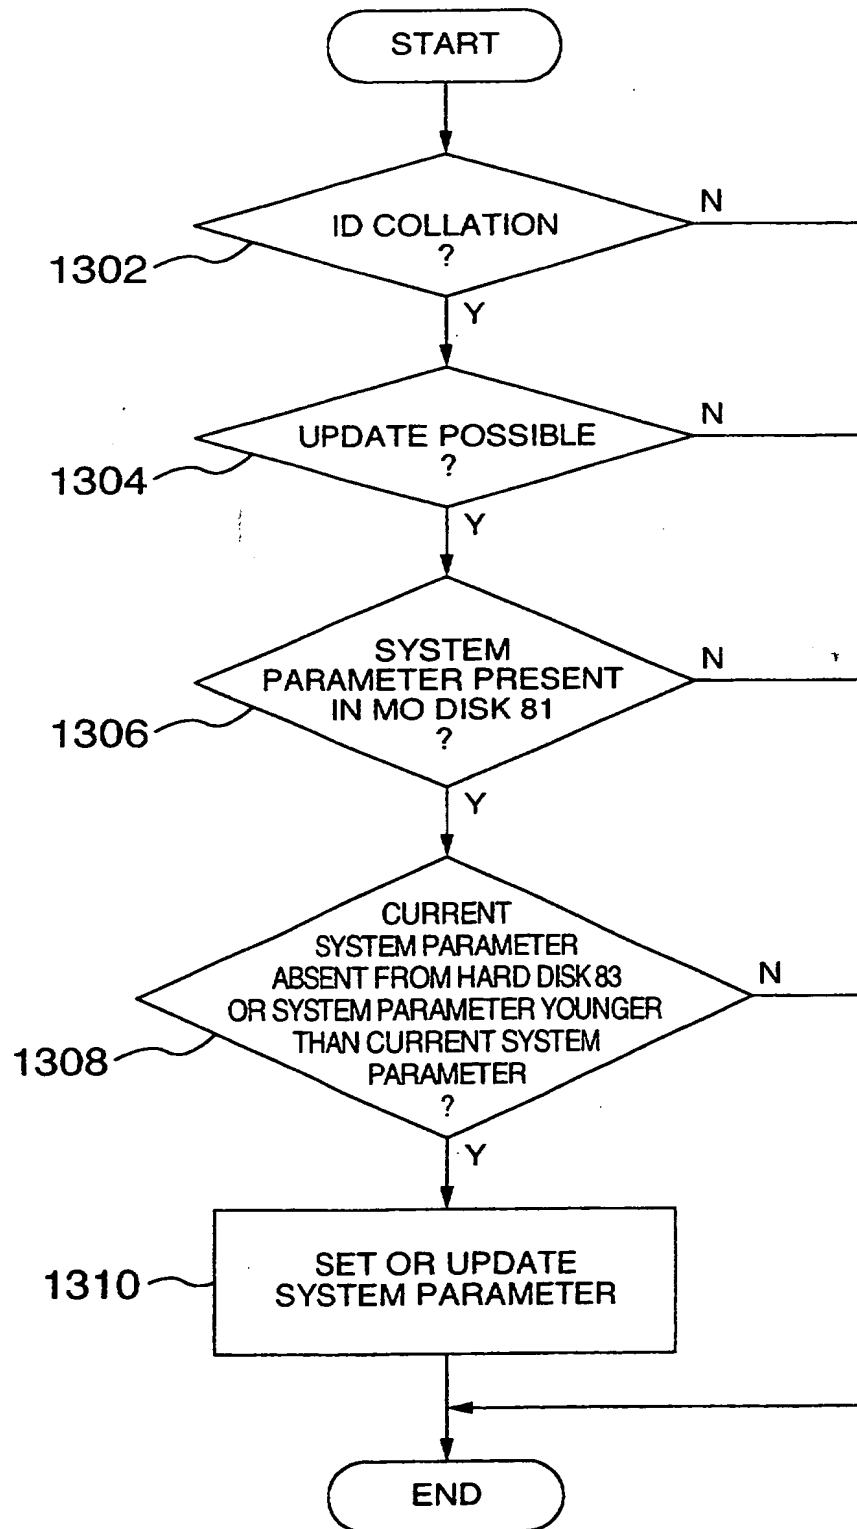 START
ID COLLATION
?
N
1302
Y
UPDATE POSSIBLE
?
N
1304
Y
SYSTEM
PARAMETER PRESENT
IN MO DISK 81
?
N
1306
Y
CURRENT
SYSTEM PARAMETER
ABSENT FROM HARD DISK 83
OR SYSTEM PARAMETER YOUNGER
THAN CURRENT SYSTEM
PARAMETER
?
N
1308
Y
SET OR UPDATE
SYSTEM PARAMETER
1310
END